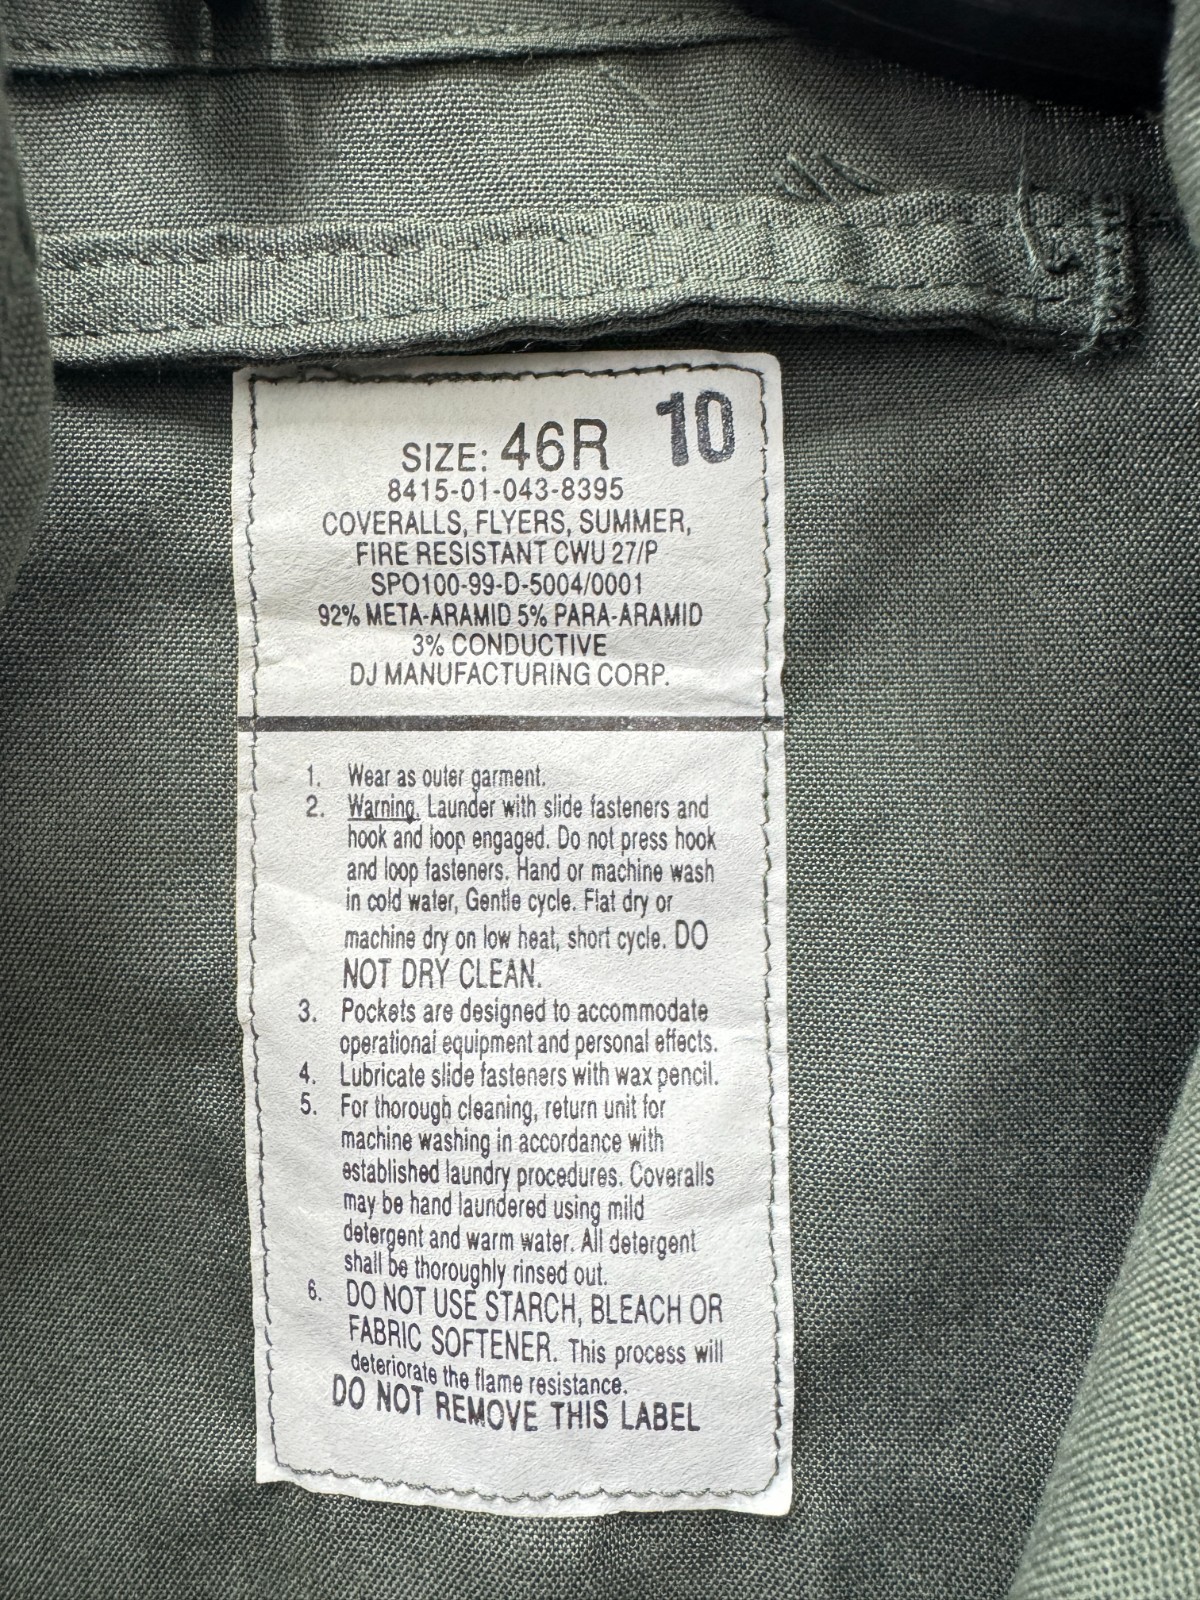 10
SIZE: 46R
8415-01-043-8395
COVERALLS, FLYERS, SUMMER,
FIRE RESISTANT CWU 27/P
SPO100-99-D-5004/0001
92% META-ARAMID 5% PARA-ARAMID
3% CONDUCTIVE
DJ MANUFACTURING CORP.
1. Wear as outer garment.
2. Warning. Launder with slide fasteners and
hook and loop engaged. Do not press hook
and loop fasteners. Hand or machine wash
in cold water, Gentle cycle. Flat dry or
machine dry on low heat, short cycle. DO
NOT DRY CLEAN.
3. Pockets are designed to accommodate
operational equipment and personal effects.
4. Lubricate slide fasteners with wax pencil.
5. For thorough cleaning, return unit for
machine washing in accordance with
established laundry procedures. Coveralls
may be hand laundered using mild
detergent and warm water. All detergent
shall be thoroughly rinsed out.
6. DO NOT USE STARCH, BLEACH OR
FABRIC SOFTENER. This process will
deteriorate the flame resistance.
DO NOT REMOVE THIS LABEL